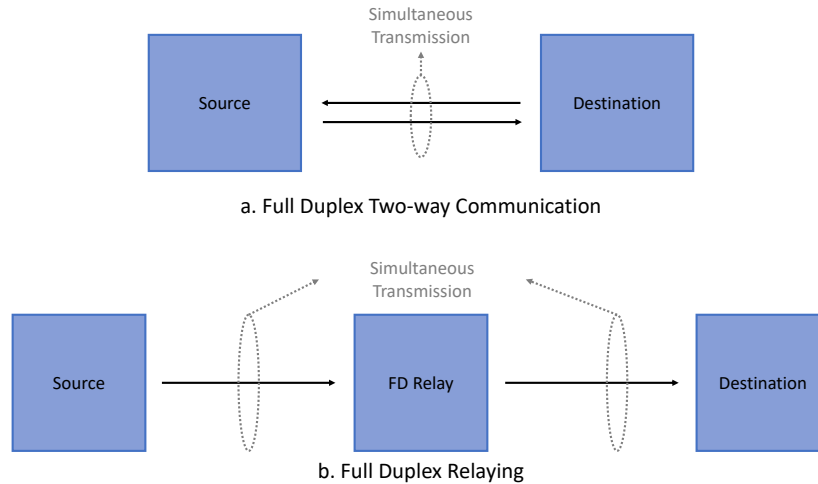 Simultaneous
Transmission
Source
Destination
a. Full Duplex Two-way Communication
Simultaneous
Transmission
Source
FD Relay
Destination
b. Full Duplex Relaying